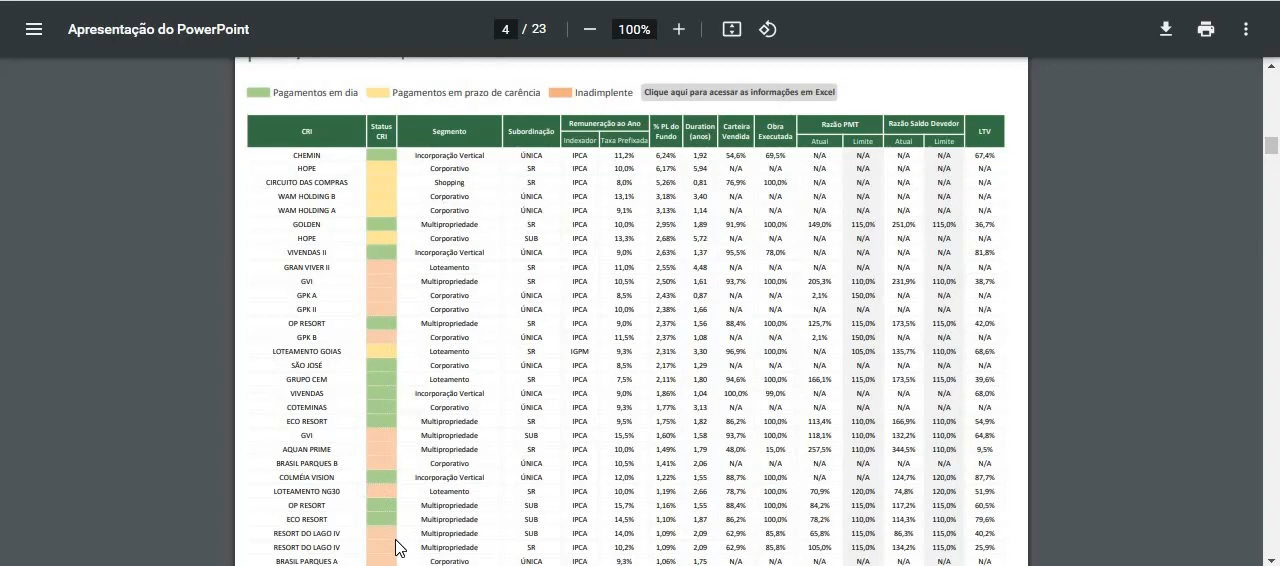 Apresentação do PowerPoint
4 / 23
100%
Pagamentos em dia Pagamentos em prazo de carência Inadimplente Clique aqui para acessar as informações em Excel
CRI Status CRI Segmento Subordinação Remuneração ao Ano % PL do Fundo Duration (anos) Carteira Vendida Obra Executada Razão PMT Razão Saldo Devedor LTV
Indexador Taxa Prefixada Atual Limite Atual Limite
CHEMIN Incorporação Vertical ÚNICA IPCA 11,2% 6,24% 1,92 54,6% 69,5% N/A N/A N/A N/A 67,4%
HOPE Corporativo SR IPCA 10,0% 6,17% 5,94 N/A N/A N/A N/A N/A N/A N/A
CIRCUITO DAS COMPRAS Shopping SR IPCA 8,0% 5,26% 0,81 76,9% 100,0% N/A N/A N/A N/A N/A
WAM HOLDING B Corporativo ÚNICA IPCA 13,1% 3,18% 3,40 N/A N/A N/A N/A N/A N/A N/A
WAM HOLDING A Corporativo ÚNICA IPCA 9,1% 3,13% 1,14 N/A N/A N/A N/A N/A N/A N/A
GOLDEN Multipropriedade SR IPCA 10,0% 2,95% 1,89 91,9% 100,0% 149,0% 115,0% 251,0% 115,0% 36,7%
HOPE Corporativo SUB IPCA 13,3% 2,68% 5,72 N/A N/A N/A N/A N/A N/A N/A
VIVENDAS II Incorporação Vertical ÚNICA IPCA 9,0% 2,63% 1,37 95,5% 78,0% N/A N/A N/A N/A 81,8%
GRAN VIVER II Loteamento SR IPCA 11,0% 2,55% 4,48 N/A N/A N/A N/A N/A N/A N/A
GVI Multipropriedade SR IPCA 10,5% 2,50% 1,61 93,7% 100,0% 205,3% 110,0% 231,9% 110,0% 38,7%
GPK A Corporativo ÚNICA IPCA 8,5% 2,43% 0,87 N/A N/A 2,1% 150,0% N/A N/A N/A
GPK II Corporativo ÚNICA IPCA 10,0% 2,38% 1,66 N/A N/A N/A N/A N/A N/A N/A
OP RESORT Multipropriedade SR IPCA 9,0% 2,37% 1,56 88,4% 100,0% 125,7% 115,0% 173,5% 115,0% 42,0%
GPK B Corporativo ÚNICA IPCA 11,5% 2,37% 1,08 N/A N/A 2,1% 150,0% N/A N/A N/A
LOTEAMENTO GOIAS Loteamento SR IGPM 9,3% 2,31% 3,30 96,9% 100,0% N/A 105,0% 135,7% 110,0% 68,6%
SÃO JOSÉ Corporativo ÚNICA IPCA 8,5% 2,17% 1,29 N/A N/A N/A N/A N/A N/A N/A
GRUPO CEM Loteamento SR IPCA 7,5% 2,11% 1,80 94,6% 100,0% 166,1% 115,0% 173,5% 115,0% 39,6%
VIVENDAS Incorporação Vertical ÚNICA IPCA 9,0% 1,86% 1,04 100,0% 99,0% N/A N/A N/A N/A 68,0%
COTEMINAS Corporativo ÚNICA IPCA 9,3% 1,77% 3,13 N/A N/A N/A N/A N/A N/A N/A
ECO RESORT Multipropriedade SR IPCA 9,5% 1,75% 1,82 86,2% 100,0% 113,4% 110,0% 166,9% 110,0% 54,9%
GVI Multipropriedade SUB IPCA 15,5% 1,60% 1,58 93,7% 100,0% 118,1% 110,0% 132,2% 110,0% 64,8%
AQUAN PRIME Multipropriedade SR IPCA 10,0% 1,49% 1,79 48,0% 15,0% 257,5% 110,0% 344,5% 110,0% 9,5%
BRASIL PARQUES B Corporativo ÚNICA IPCA 10,5% 1,41% 2,06 N/A N/A N/A N/A N/A N/A N/A
COLMÉIA VISION Incorporação Vertical ÚNICA IPCA 12,0% 1,22% 1,55 88,7% 100,0% N/A N/A 124,7% 120,0% 87,7%
LOTEAMENTO NG30 Loteamento SR IPCA 10,0% 1,19% 2,66 78,7% 100,0% 70,9% 120,0% 74,8% 120,0% 51,9%
OP RESORT Multipropriedade SUB IPCA 15,7% 1,16% 1,55 88,4% 100,0% 84,2% 115,0% 117,2% 115,0% 60,5%
ECO RESORT Multipropriedade SUB IPCA 14,5% 1,10% 1,87 86,2% 100,0% 78,2% 110,0% 114,3% 110,0% 79,6%
RESORT DO LAGO IV Multipropriedade SUB IPCA 14,0% 1,09% 2,09 62,9% 85,8% 65,8% 115,0% 86,3% 115,0% 40,2%
RESORT DO LAGO IV Multipropriedade SR IPCA 10,2% 1,09% 2,09 62,9% 85,8% 105,0% 115,0% 134,2% 115,0% 25,9%
BRASIL PARQUES A Corporativo ÚNICA IPCA 9,3% 1,06% 1,75 N/A N/A N/A N/A N/A N/A N/A